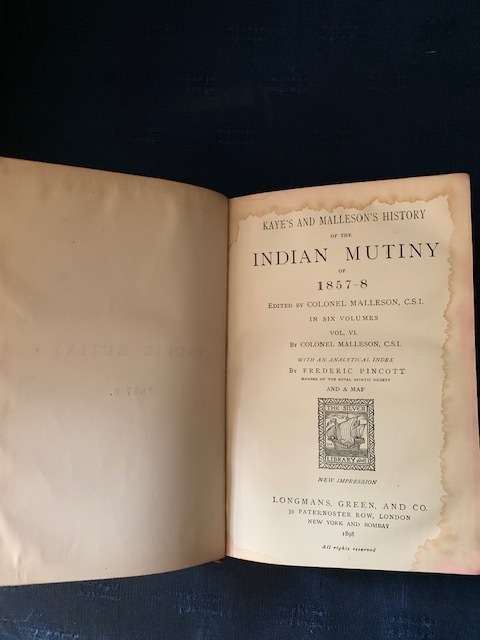 KAYE'S AND MALLESON'S HISTORY
OF THE
INDIAN MUTINY
OF
1857-8
EDITED BY COLONEL MALLESON, C.S.I.
IN SIX VOLUMES
VOL. VI.
BY COLONEL MALLESON, C.S.I.
WITH AN ANALYTICAL INDEX
BY FREDERIC PINCOTT
MEMBER OF THE ROYAL ASIATIC SOCIETY
AND A MAP
THE SILVER
LIBRARY
NEW IMPRESSION
LONGMANS, GREEN, AND CO.
39 PATERNOSTER ROW, LONDON
NEW YORK AND BOMBAY
1898
All rights reserved